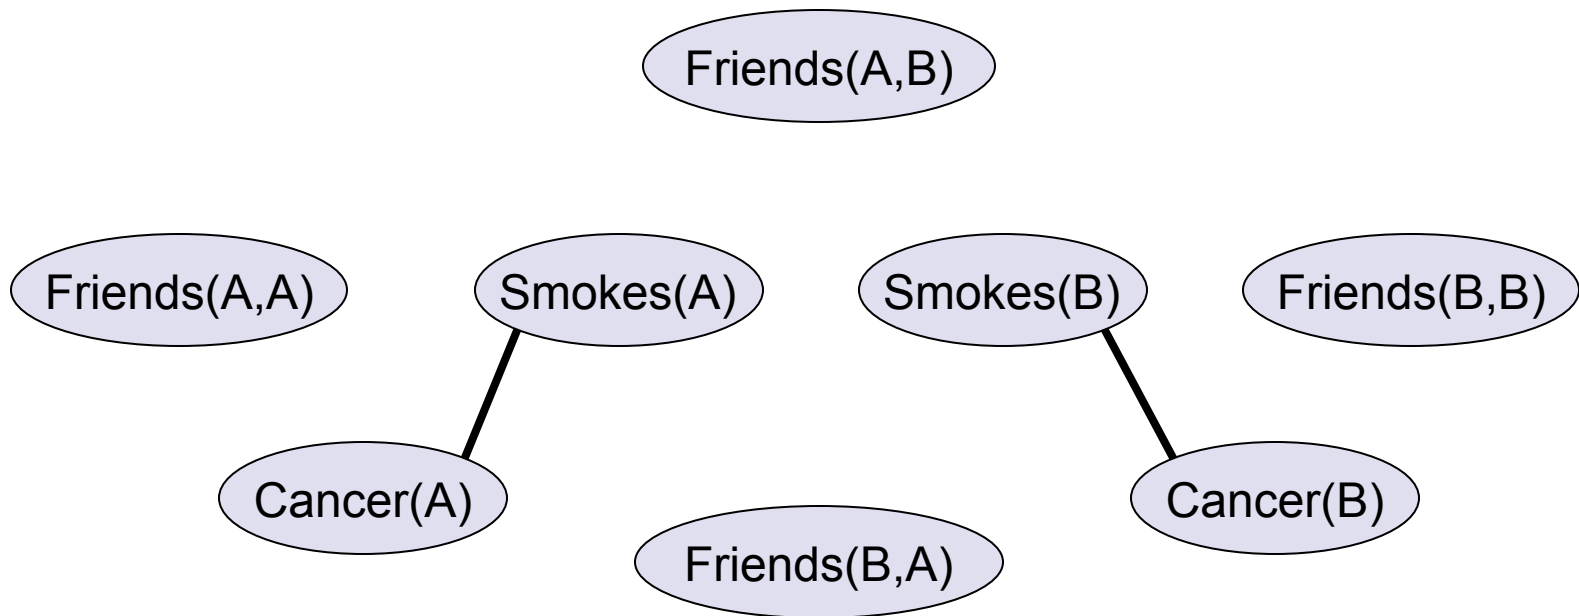 Friends(A,B)
Friends(A,A)
Smokes(A)
Smokes(B)
Friends(B,B)
Cancer(A)
Cancer(B)
Friends(B,A)